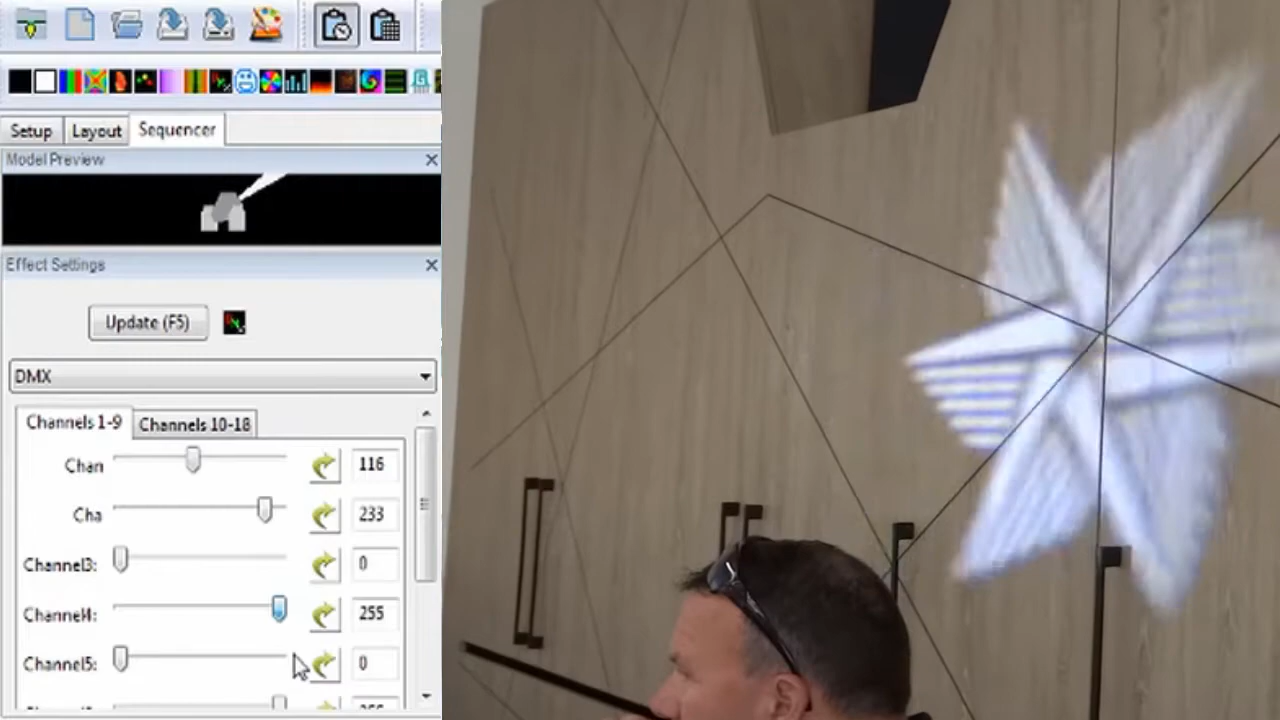 Setup Layout Sequencer
Model Preview
Effect Settings
Update (F5)
DMX
Channels 1-9 Channels 10-18
Chan 116
Cha 233
Channel3: 0
Channel4: 255
Channel5: 0